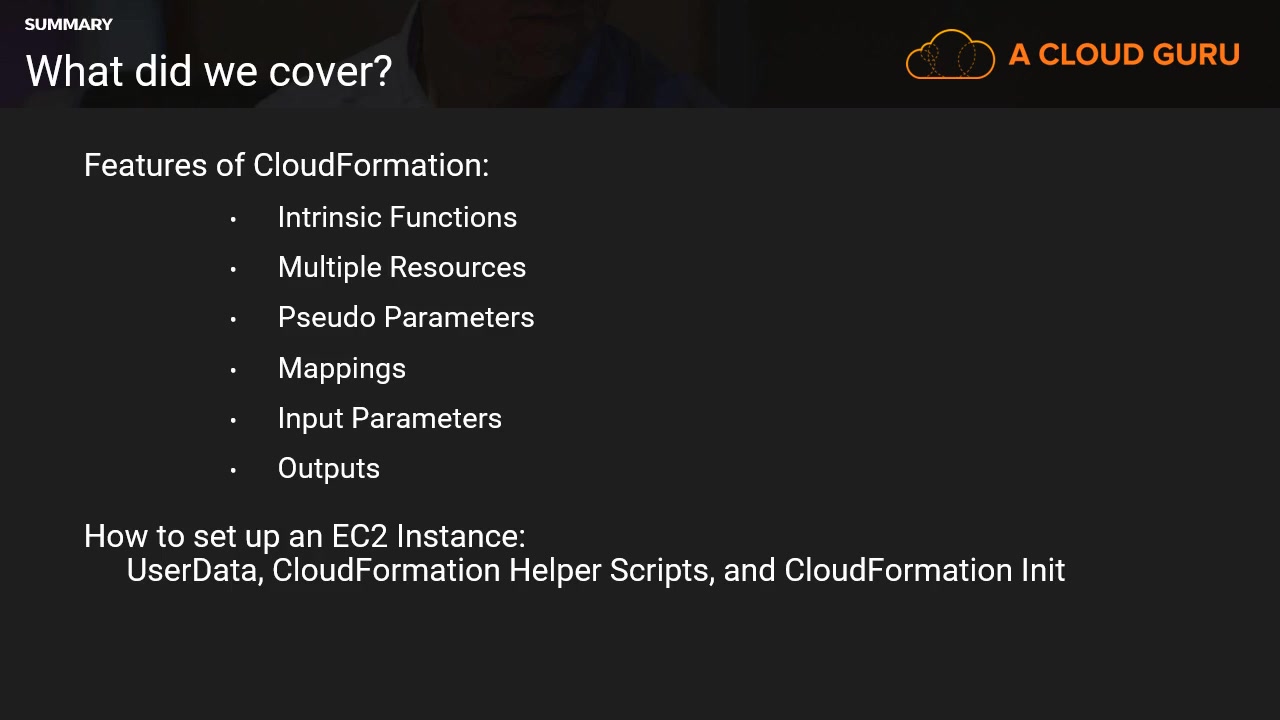 SUMMARY
What did we cover?
A CLOUD GURU
Features of CloudFormation:
• Intrinsic Functions
• Multiple Resources
• Pseudo Parameters
• Mappings
• Input Parameters
• Outputs
How to set up an EC2 Instance:
UserData, CloudFormation Helper Scripts, and CloudFormation Init